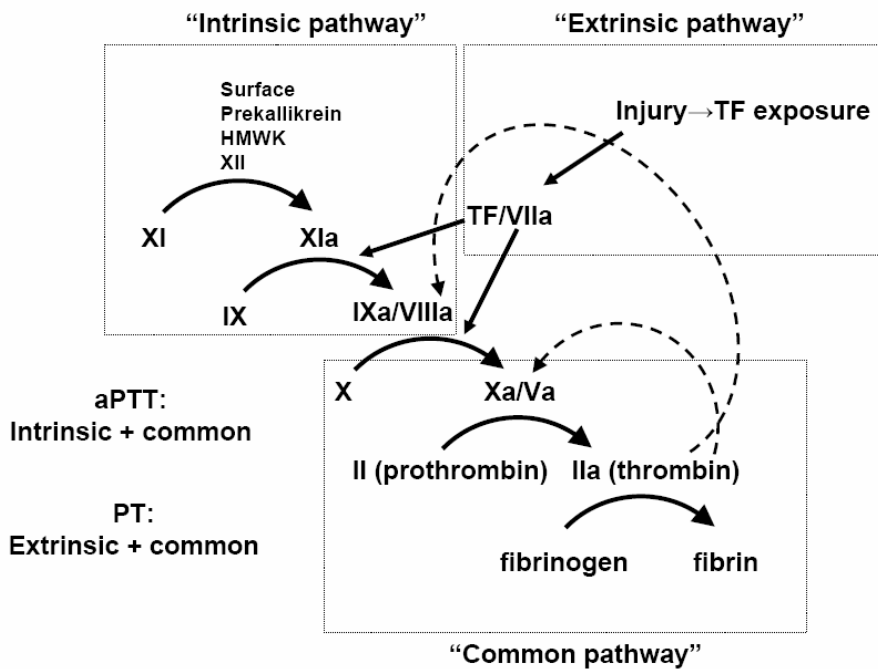 “Intrinsic pathway”
“Extrinsic pathway”
Surface
Prekallikrein
HMWK
XII
Injury→TF exposure
XI
XIa
TF/VIIa
IX
IXa/VIIIa
X
Xa/Va
aPTT:
Intrinsic + common
II (prothrombin)
IIa (thrombin)
PT:
Extrinsic + common
fibrinogen
fibrin
“Common pathway”